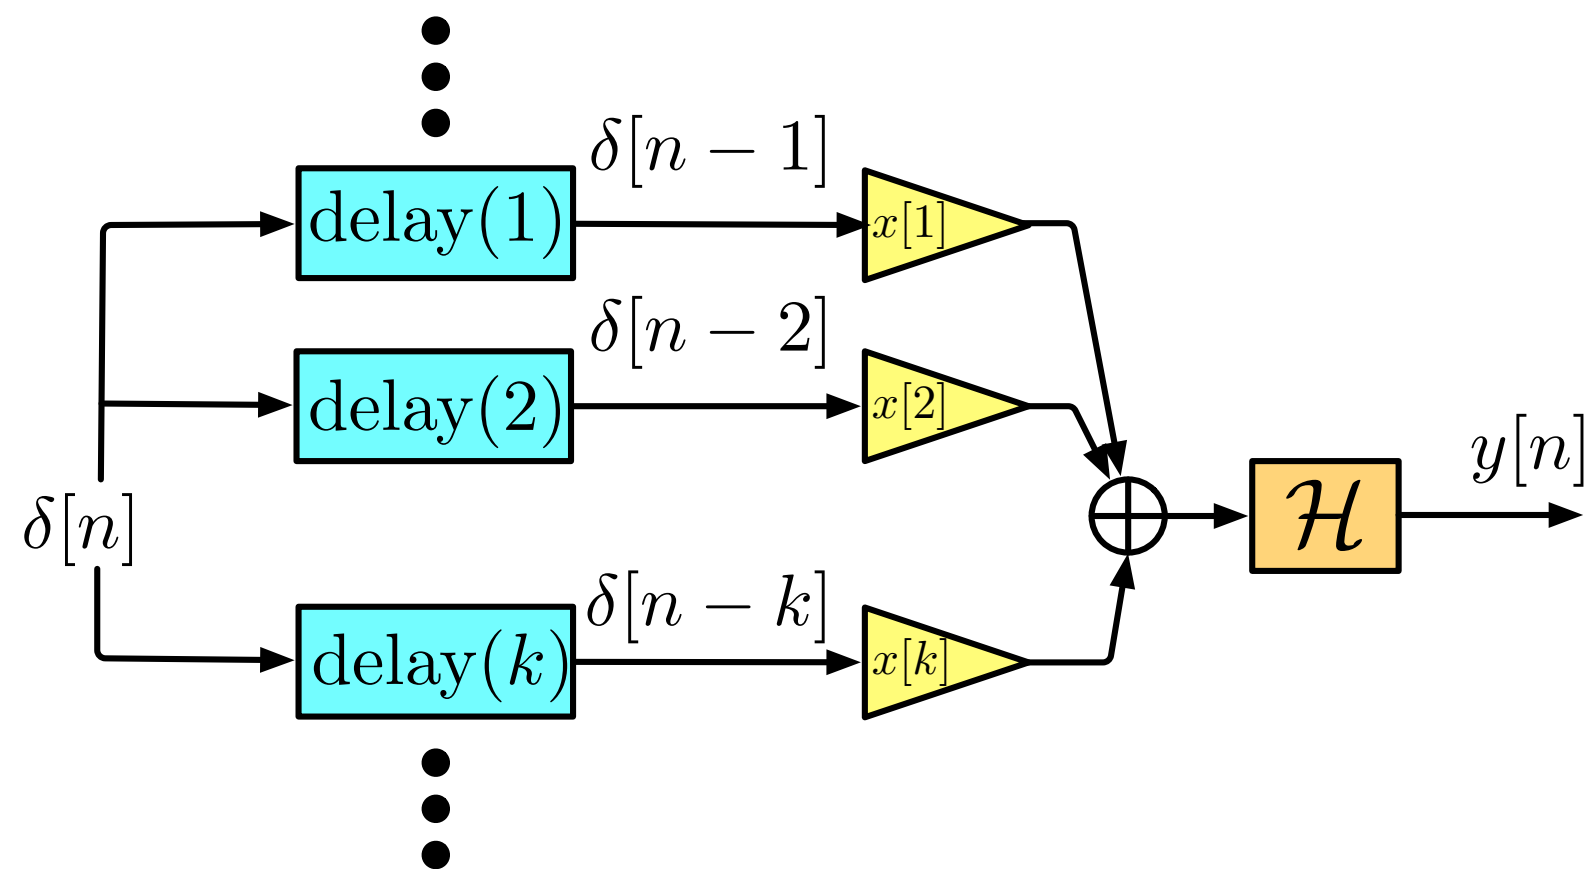 δ[n − 1]
delay(1)
x[1]
δ[n − 2]
delay(2)
x[2]
y[n]
δ[n]
ℋ
δ[n − k]
delay(k)
x[k]